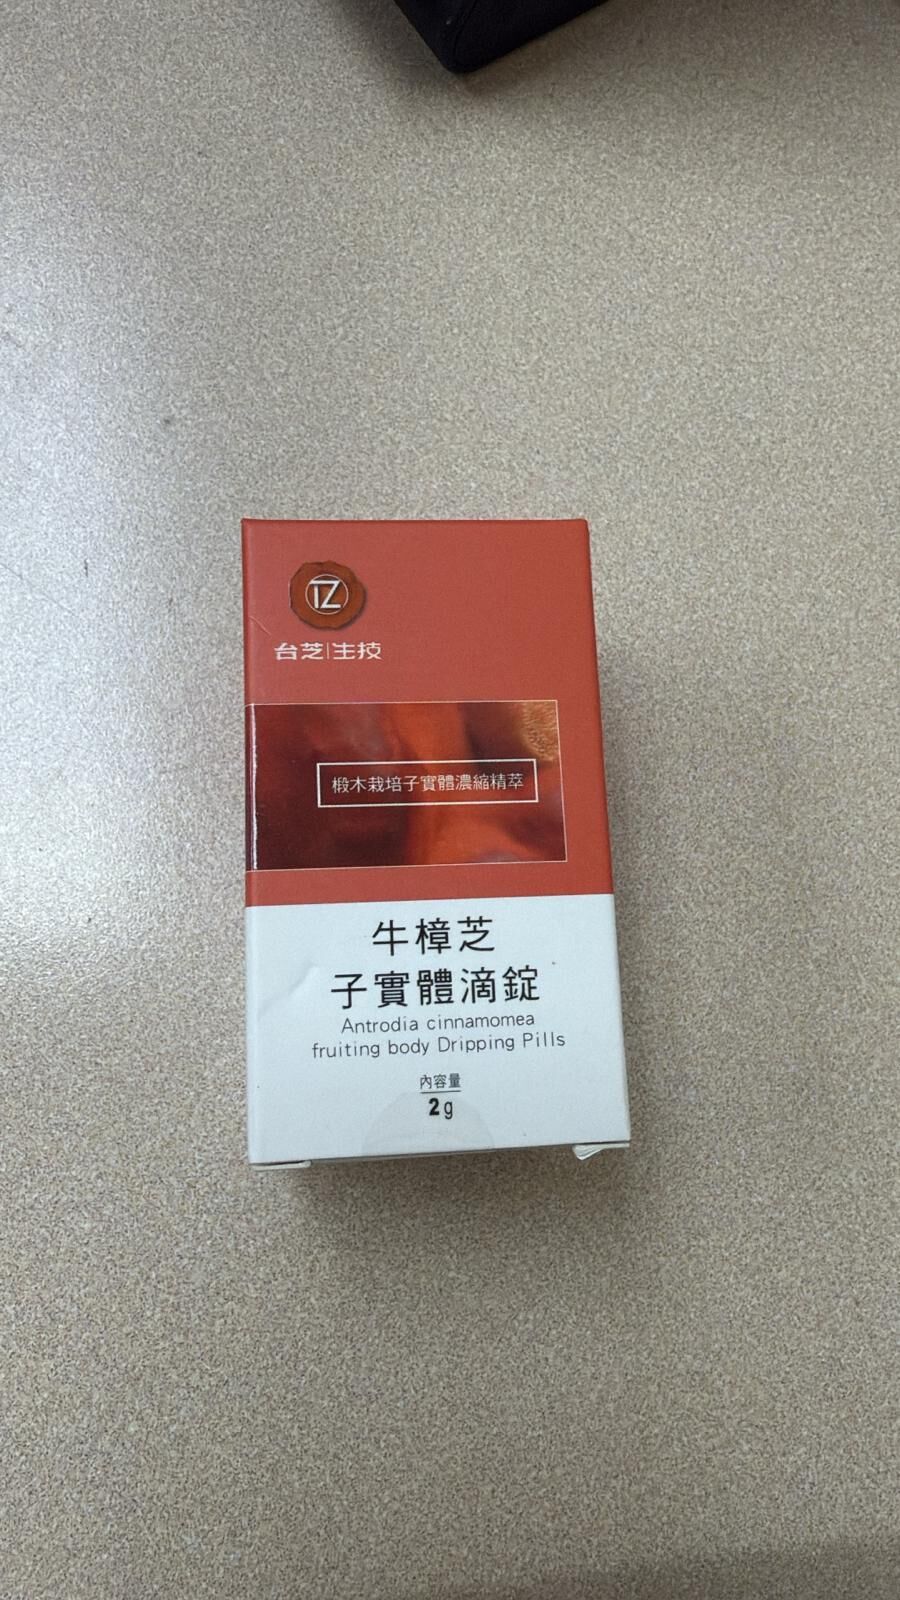 TZ
台芝|生技
椴木栽培子實體濃縮精萃
牛樟芝
子實體滴錠
Antrodia cinnamomea
fruiting body Dripping Pills
內容量
2g